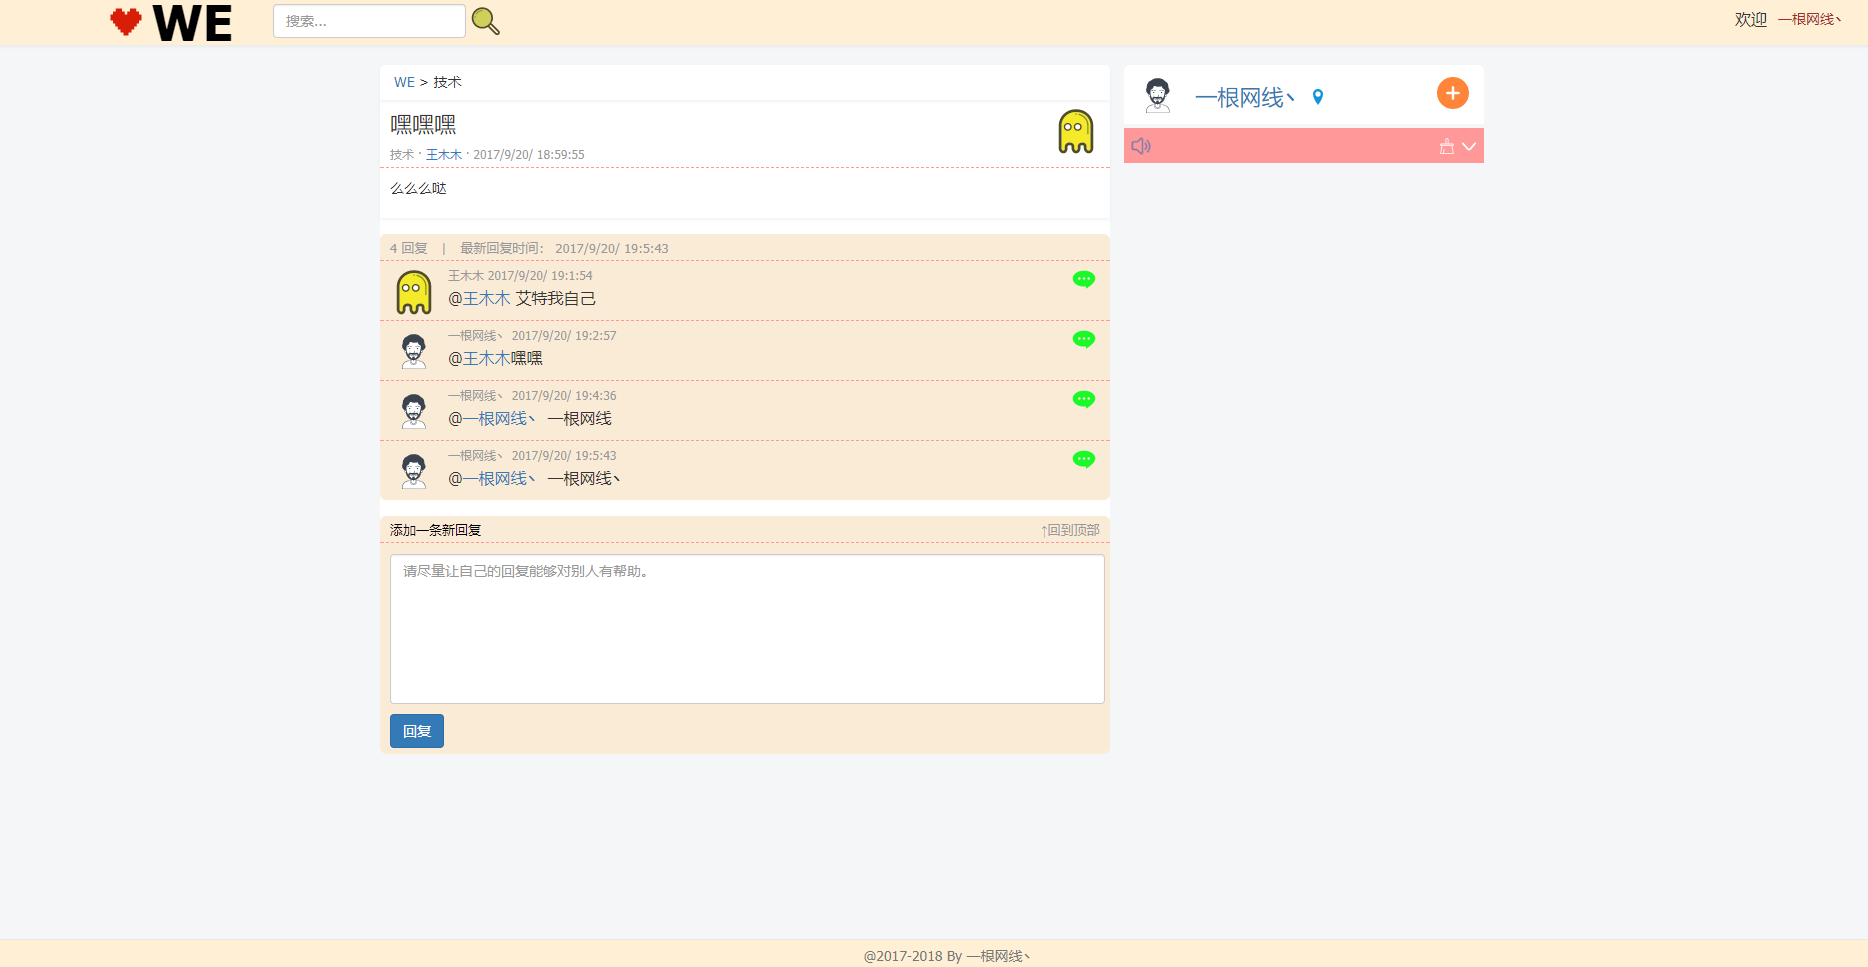 WE
搜索...
欢迎 一根网线丶
WE > 技术
嘿嘿嘿
技术 · 王木木 · 2017/9/20/ 18:59:55
么么么哒
4 回复 | 最新回复时间： 2017/9/20/ 19:5:43
王木木 2017/9/20/ 19:1:54
@王木木 艾特我自己
一根网线丶 2017/9/20/ 19:2:57
@王木木嘿嘿
一根网线丶 2017/9/20/ 19:4:36
@一根网线丶 一根网线
一根网线丶 2017/9/20/ 19:5:43
@一根网线丶 一根网线丶
添加一条新回复
↑回到顶部
请尽量让自己的回复能够对别人有帮助。
回复
一根网线丶
@2017-2018 By 一根网线丶